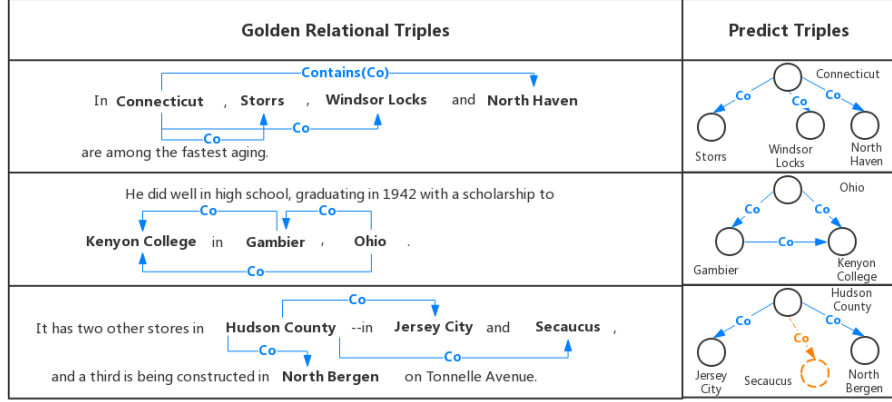 Golden Relational Triples
Predict Triples
Contains(Co)
In Connecticut , Storrs , Windsor Locks and North Haven
Co
Co
are among the fastest aging.
Connecticut
Co
Co
Co
Storrs
Windsor
Locks
North
Haven
He did well in high school, graduating in 1942 with a scholarship to
Co
Co
Kenyon College in Gambier , Ohio .
Co
Ohio
Co
Co
Co
Gambier
Kenyon
College
Co
It has two other stores in Hudson County --in Jersey City and Secaucus ,
Co
Co
and a third is being constructed in North Bergen on Tonnelle Avenue.
Hudson
County
Co
Co
Co
Jersey
City
Secaucus
North
Bergen